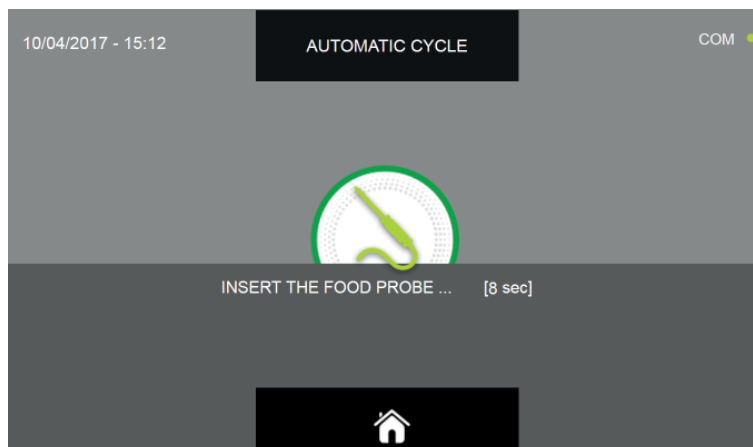 10/04/2017 - 15:12
AUTOMATIC CYCLE
COM
INSERT THE FOOD PROBE ... [8 sec]